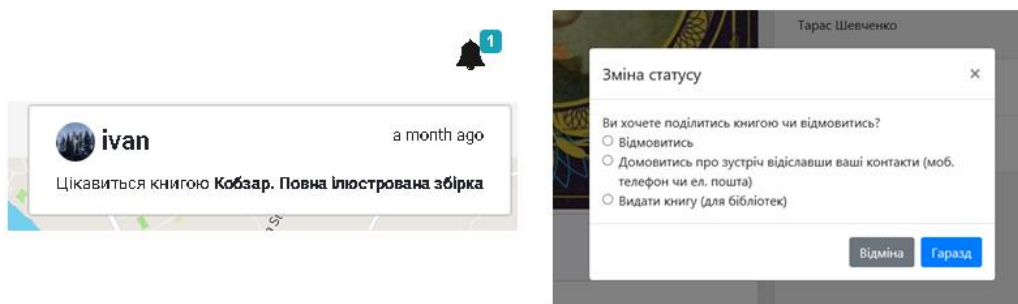 1
ivan
a month ago
Цікавиться книгою Кобзар. Повна ілюстрована збірка
St
Тарас Шевченко
Зміна статусу
×
Ви хочете поділитись книгою чи відмовитись?
Відмовитись
Домовитись про зустріч відіславши ваші контакти (моб.
телефон чи ел. пошта)
Видати книгу (для бібліотек)
Відміна
Гаразд